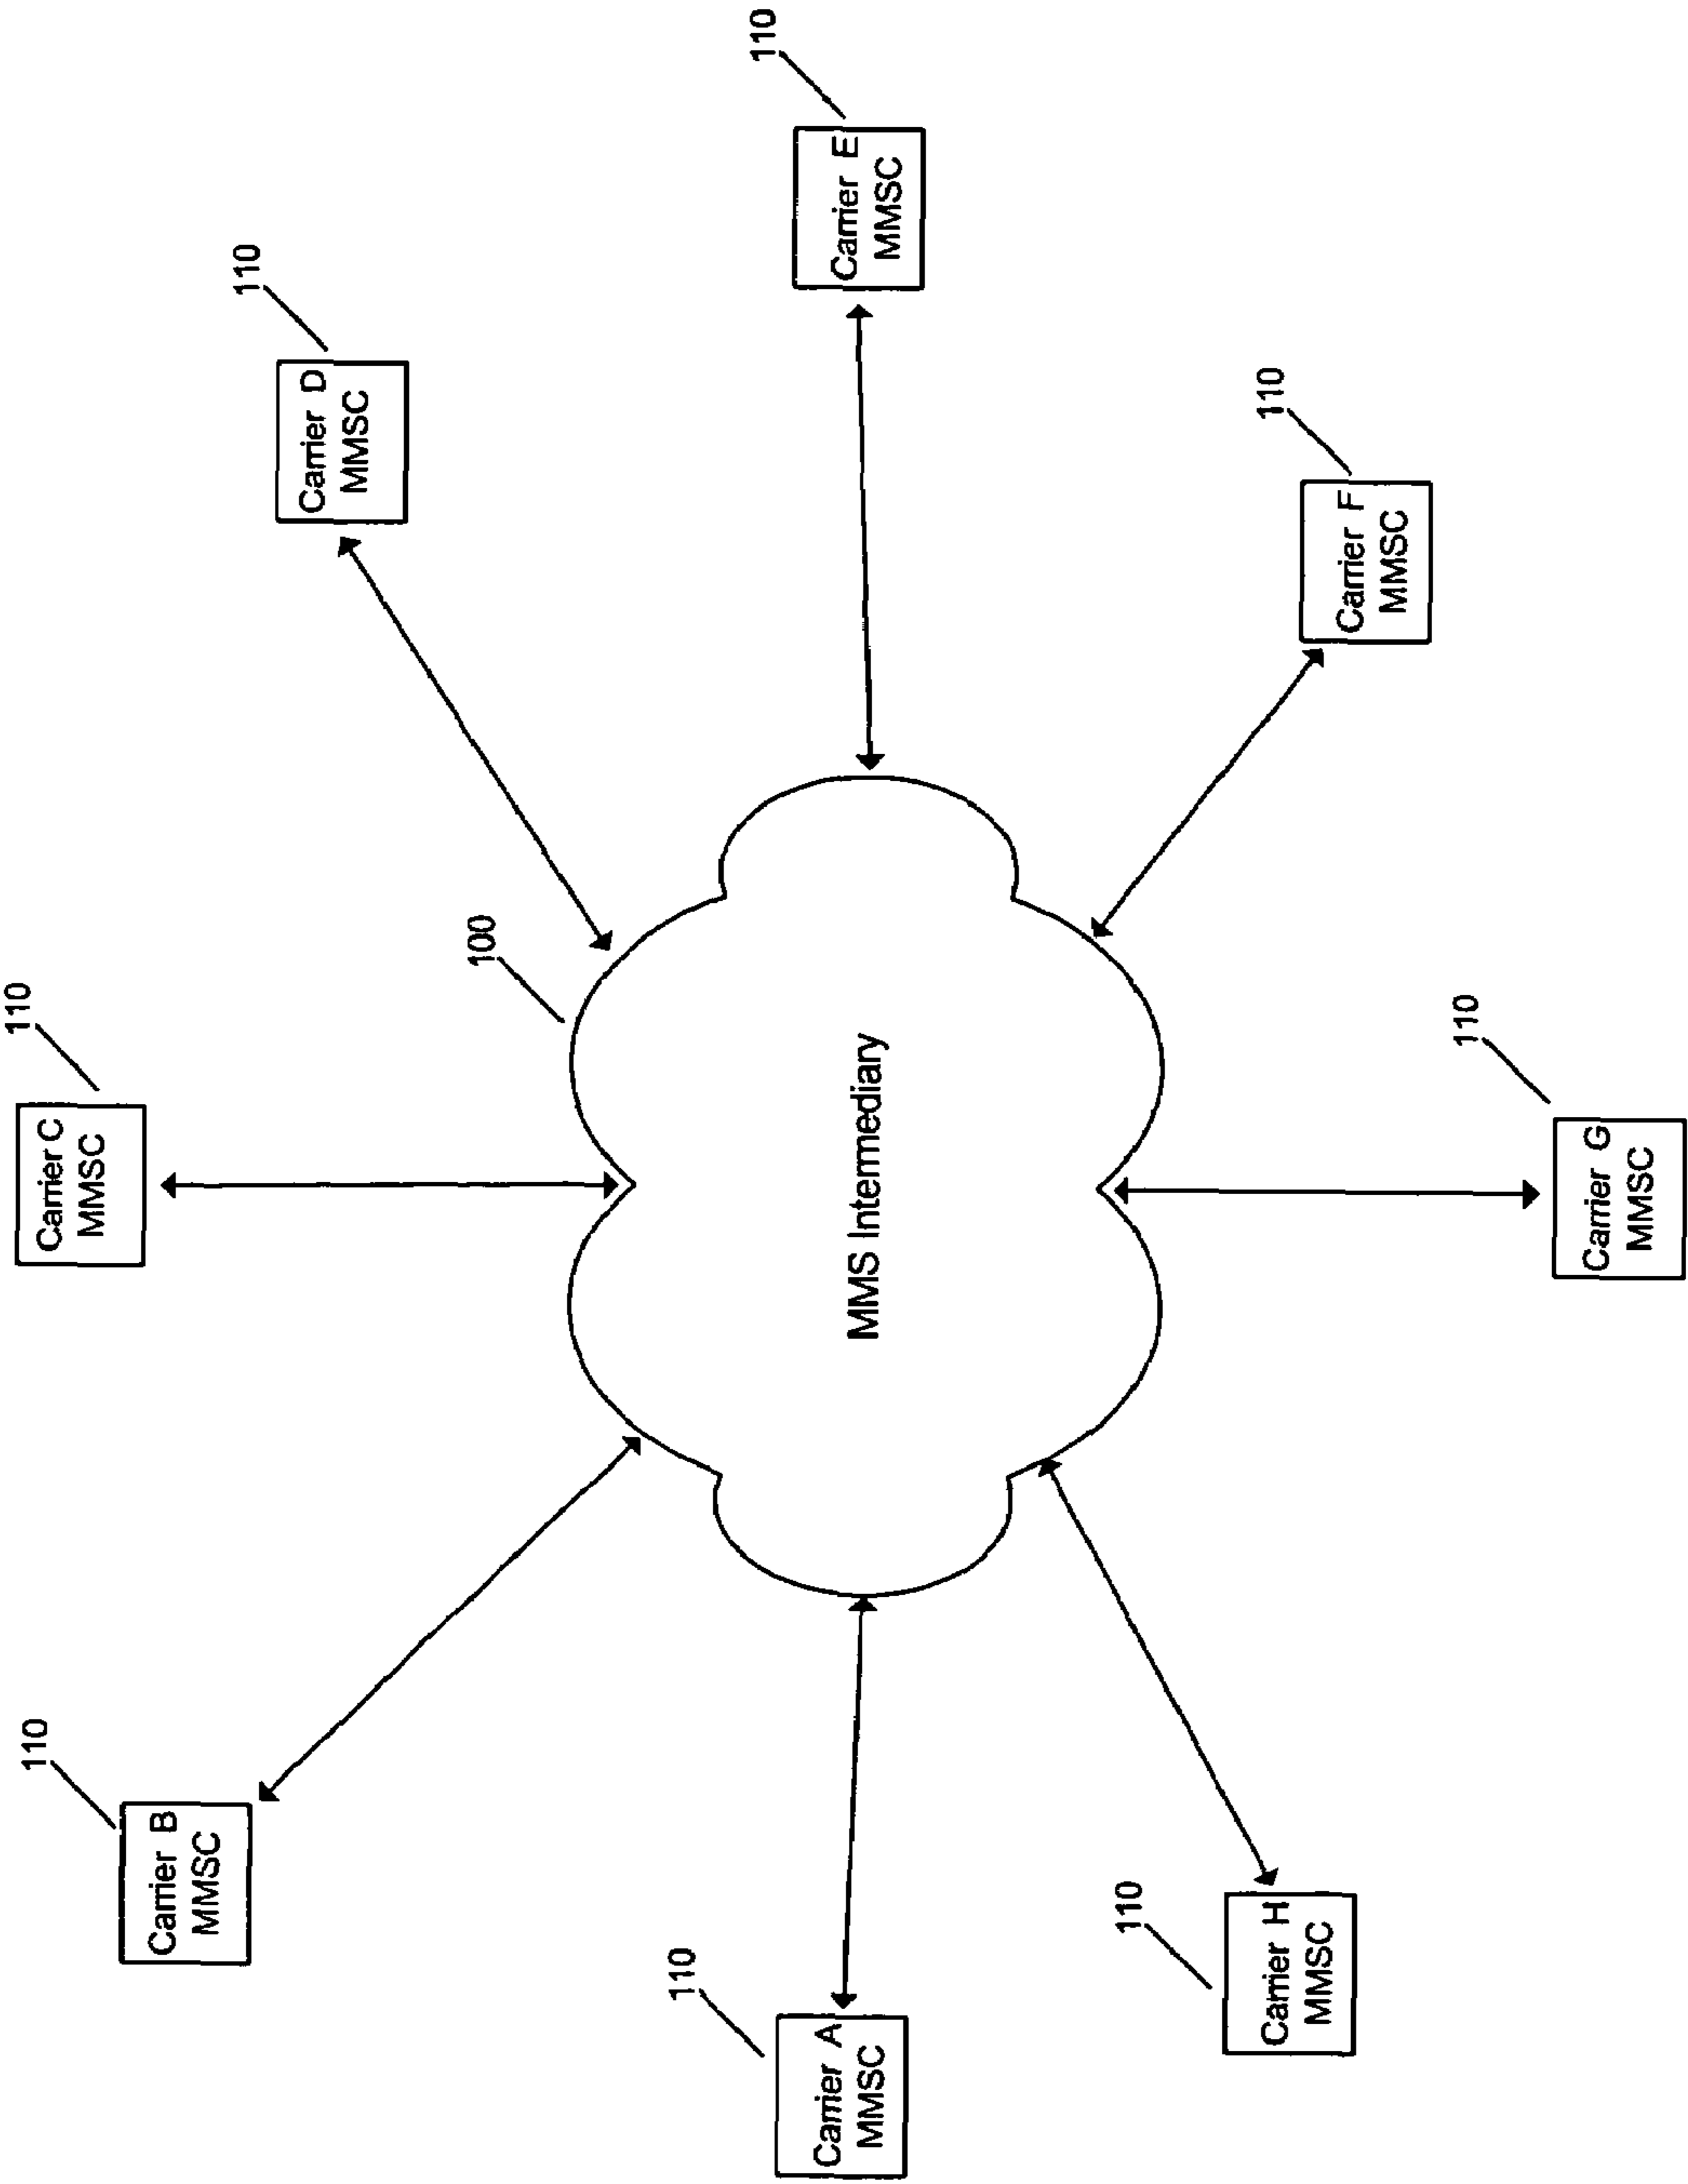 110
Carrier C
MMSC
110
Carrier B
MMSC
110
Carrier D
MMSC
100
MMS Intermediary
110
Carrier A
MMSC
110
Carrier E
MMSC
110
Carrier H
MMSC
110
Carrier F
MMSC
110
Carrier G
MMSC